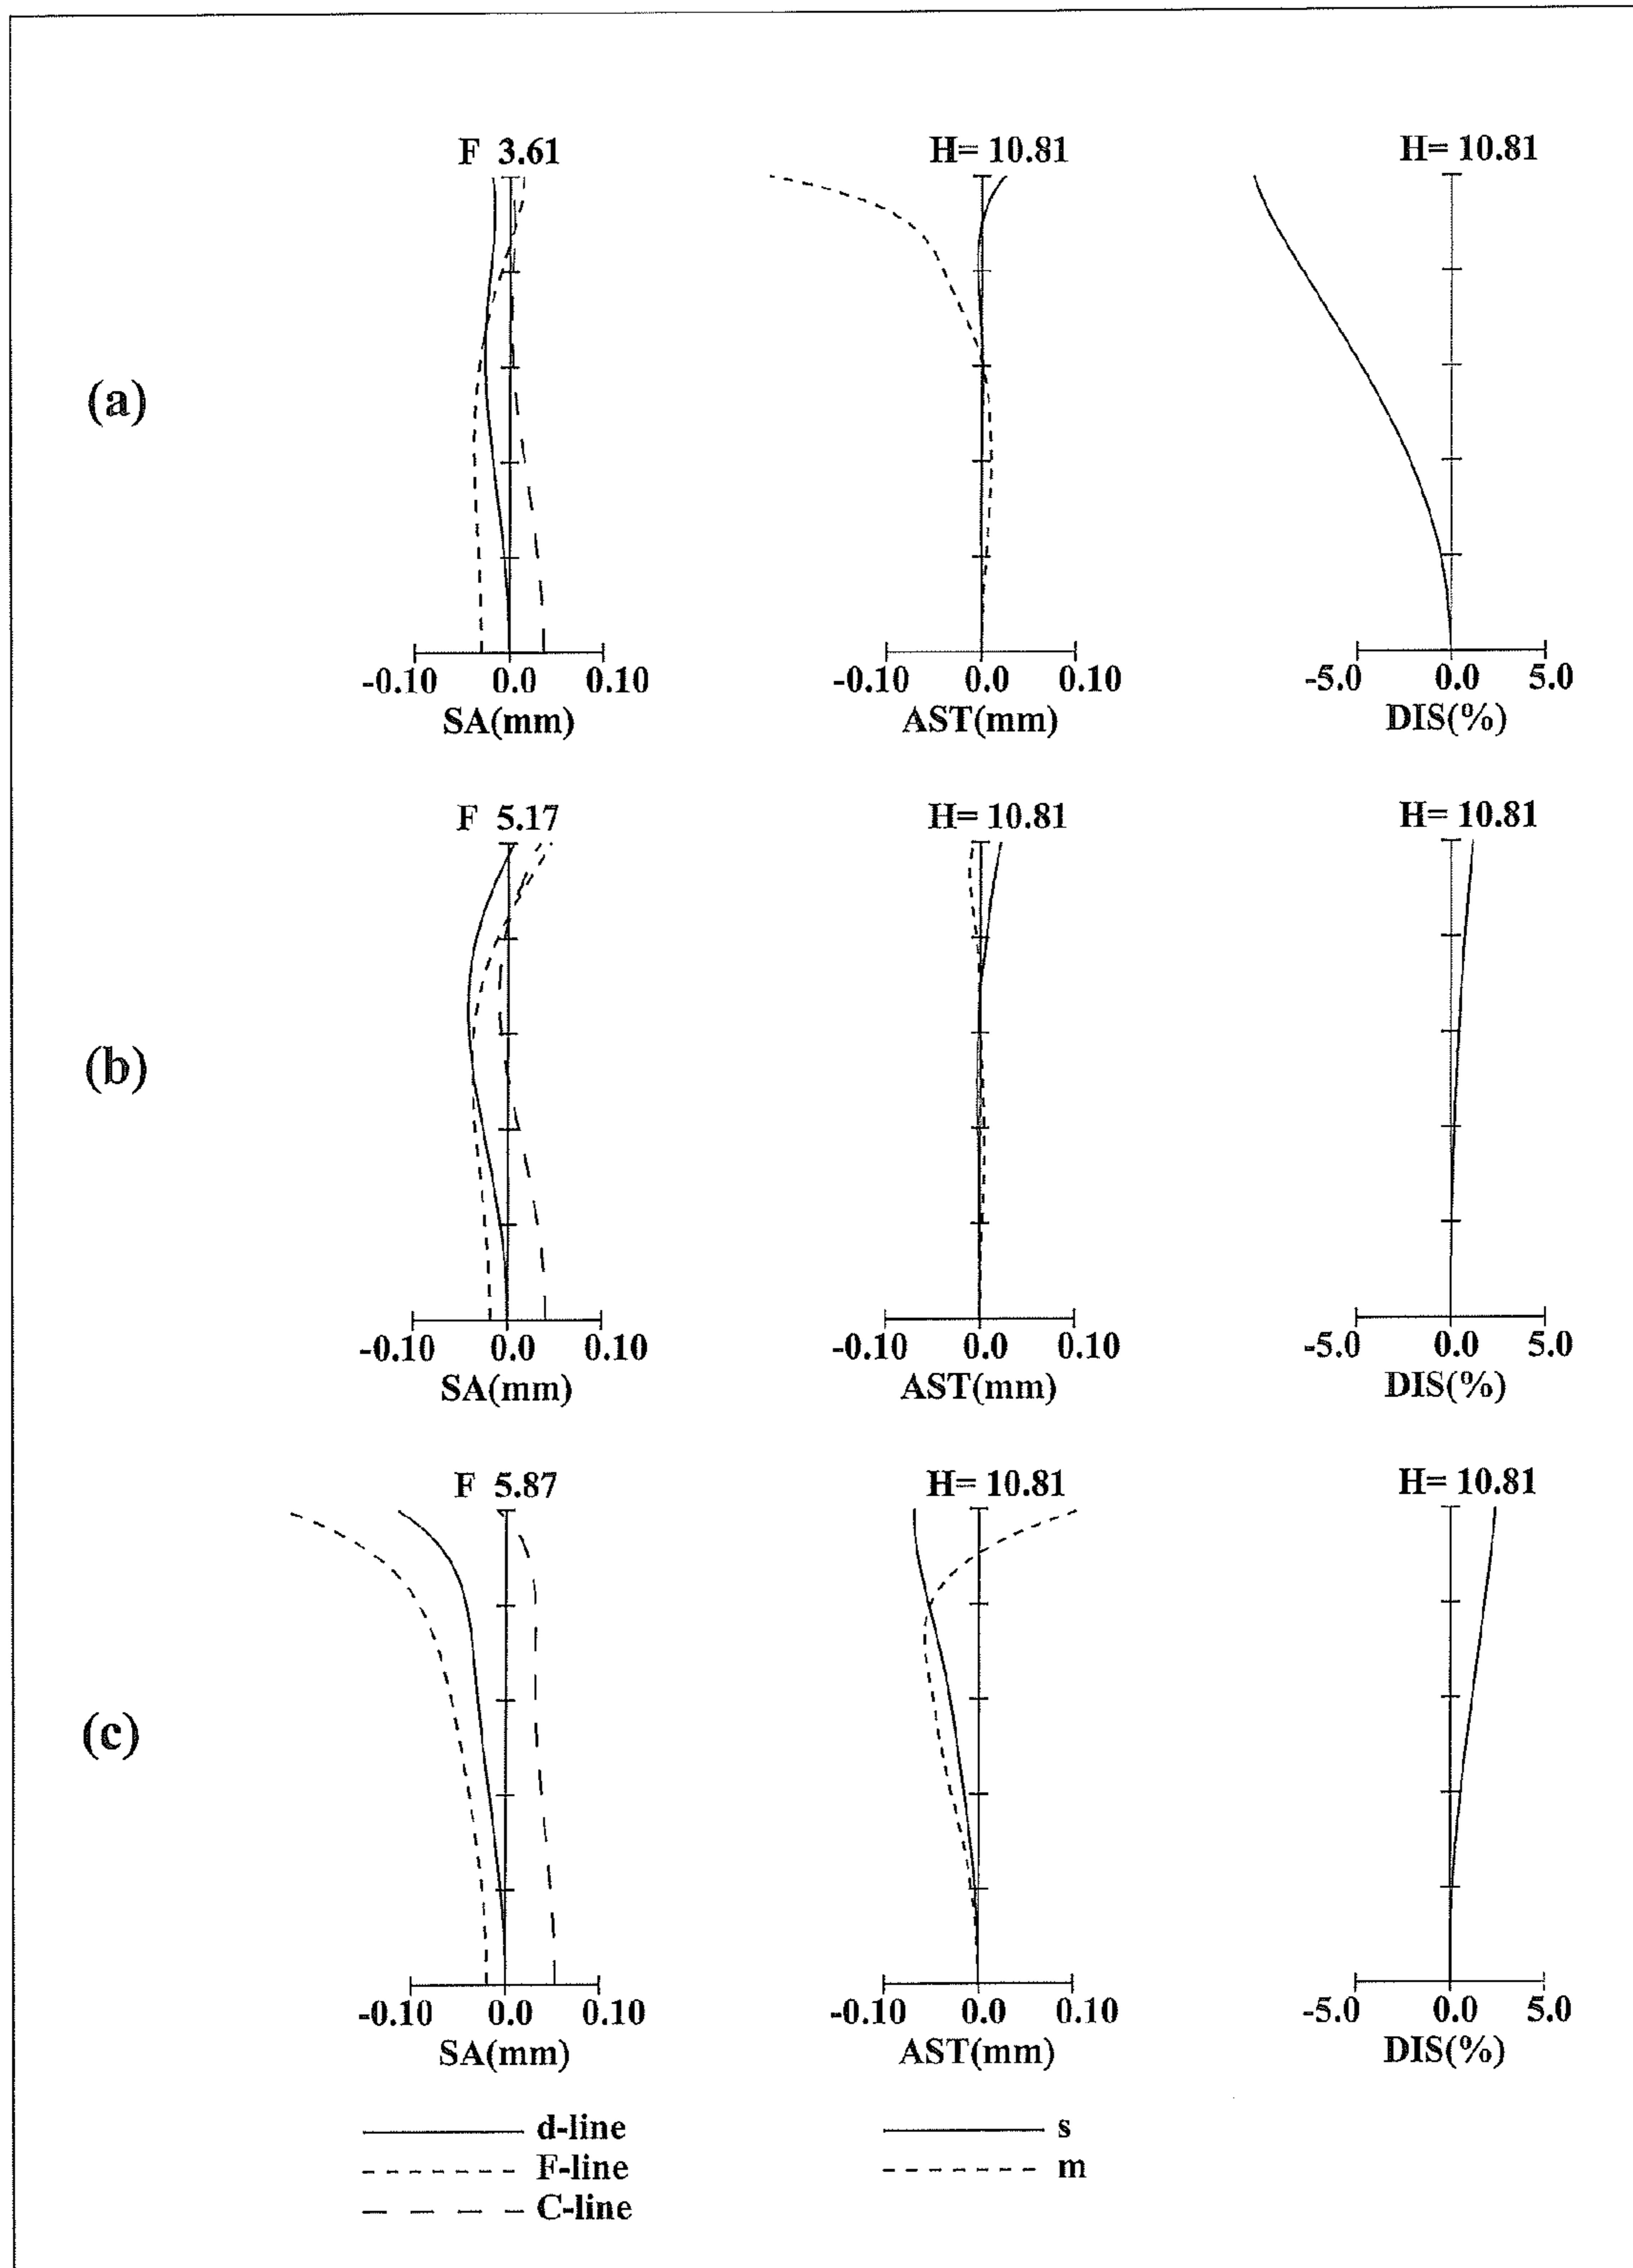 F 3.61 H= 10.81 H= 10.81
(a)
-0.10 0.0 0.10 -0.10 0.0 0.10 -5.0 0.0 5.0
SA(mm) AST(mm) DIS(%)
F 5.17 H= 10.81 H= 10.81
(b)
-0.10 0.0 0.10 -0.10 0.0 0.10 -5.0 0.0 5.0
SA(mm) AST(mm) DIS(%)
F 5.87 H= 10.81 H= 10.81
(c)
-0.10 0.0 0.10 -0.10 0.0 0.10 -5.0 0.0 5.0
SA(mm) AST(mm) DIS(%)
d-line s
F-line m
C-line